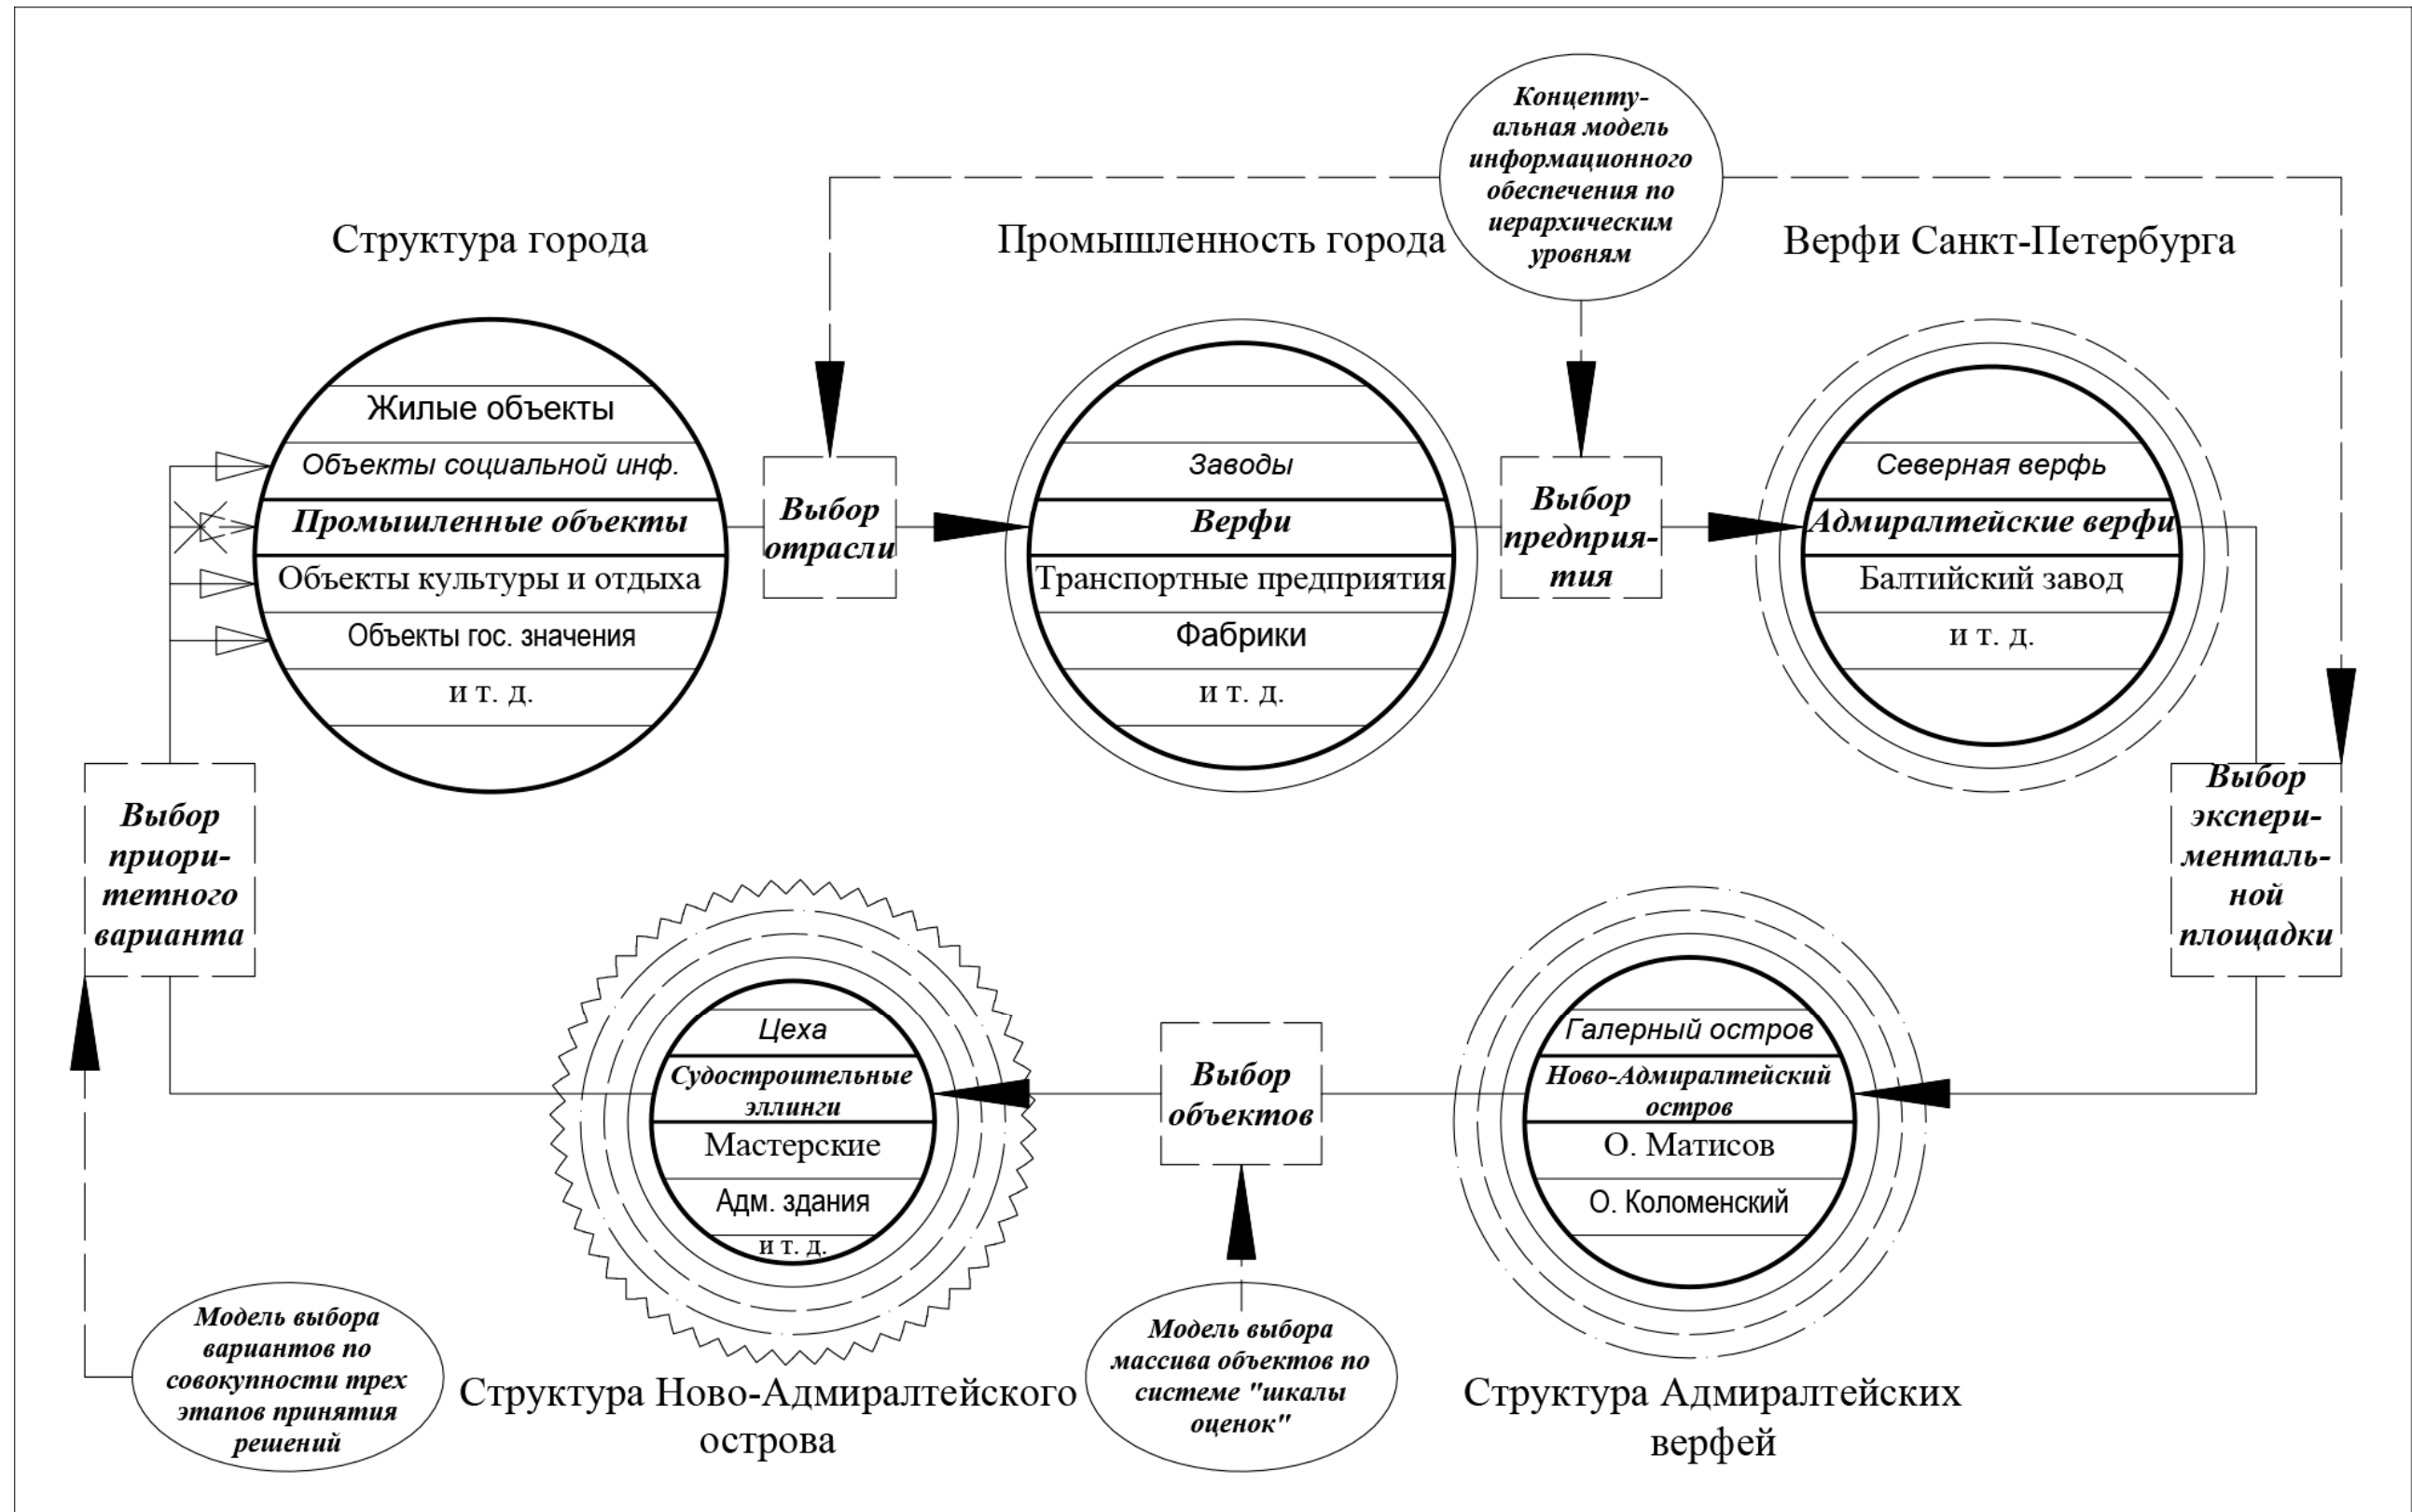 Концепту-
альная модель
информационного
обеспечения по
иерархическим
уровням
Структура города
Промышленность города
Верфи Санкт-Петербурга
Жилые объекты
Объекты социальной инф.
Промышленные объекты
Объекты культуры и отдыха
Объекты гос. значения
и т. д.
Выбор
отрасли
Заводы
Верфи
Транспортные предприятия
Фабрики
и т. д.
Выбор
предприя-
тия
Северная верфь
Адмиралтейские верфи
Балтийский завод
и т. д.
Выбор
экспери-
менталь-
ной
площадки
Выбор
приори-
тетного
варианта
Цеха
Судостроительные
эллинги
Мастерские
Адм. здания
и т. д.
Выбор
объектов
Галерный остров
Ново-Адмиралтейский
остров
О. Матисов
О. Коломенский
Модель выбора
вариантов по
совокупности трех
этапов принятия
решений
Структура Ново-Адмиралтейского
острова
Модель выбора
массива объектов по
системе "шкалы
оценок"
Структура Адмиралтейских
верфей